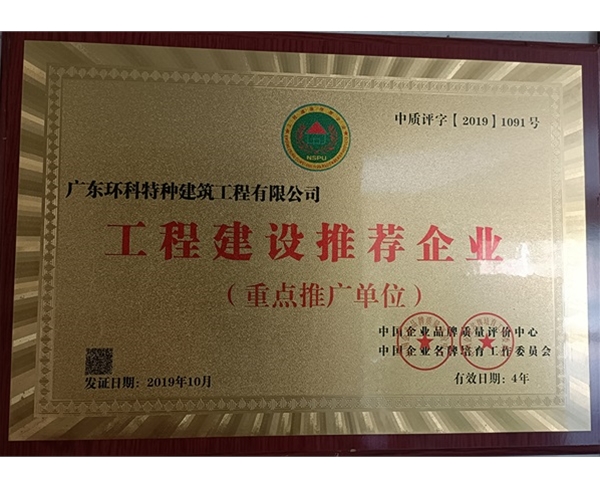 中质评字【2019】1091号
NSPU
广东环科特种建筑工程有限公司
工程建设推荐企业
（重点推广单位）
中国企业品牌质量评价中心
中国企业名牌培育工作委员会
发证日期：2019年10月
有效日期：4年